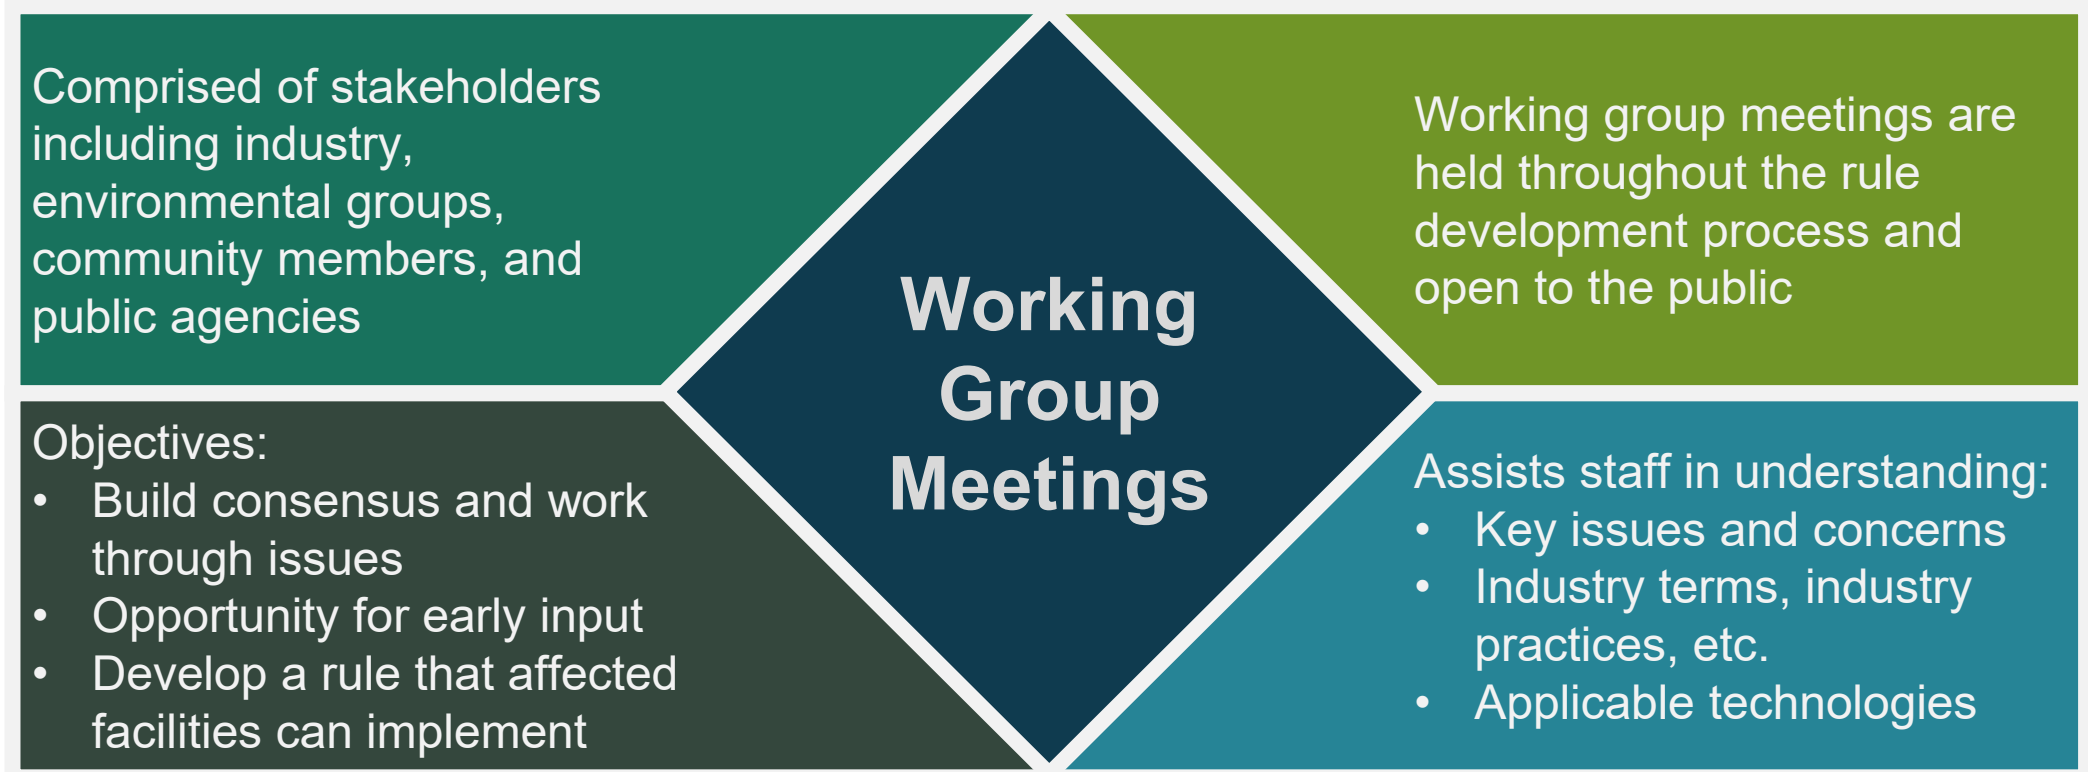 Comprised of stakeholders
including industry,
environmental groups,
community members, and
public agencies
Working group meetings are
held throughout the rule
development process and
open to the public
Working
Group
Meetings
Objectives:
• Build consensus and work
through issues
• Opportunity for early input
• Develop a rule that affected
facilities can implement
Assists staff in understanding:
• Key issues and concerns
• Industry terms, industry
practices, etc.
• Applicable technologies